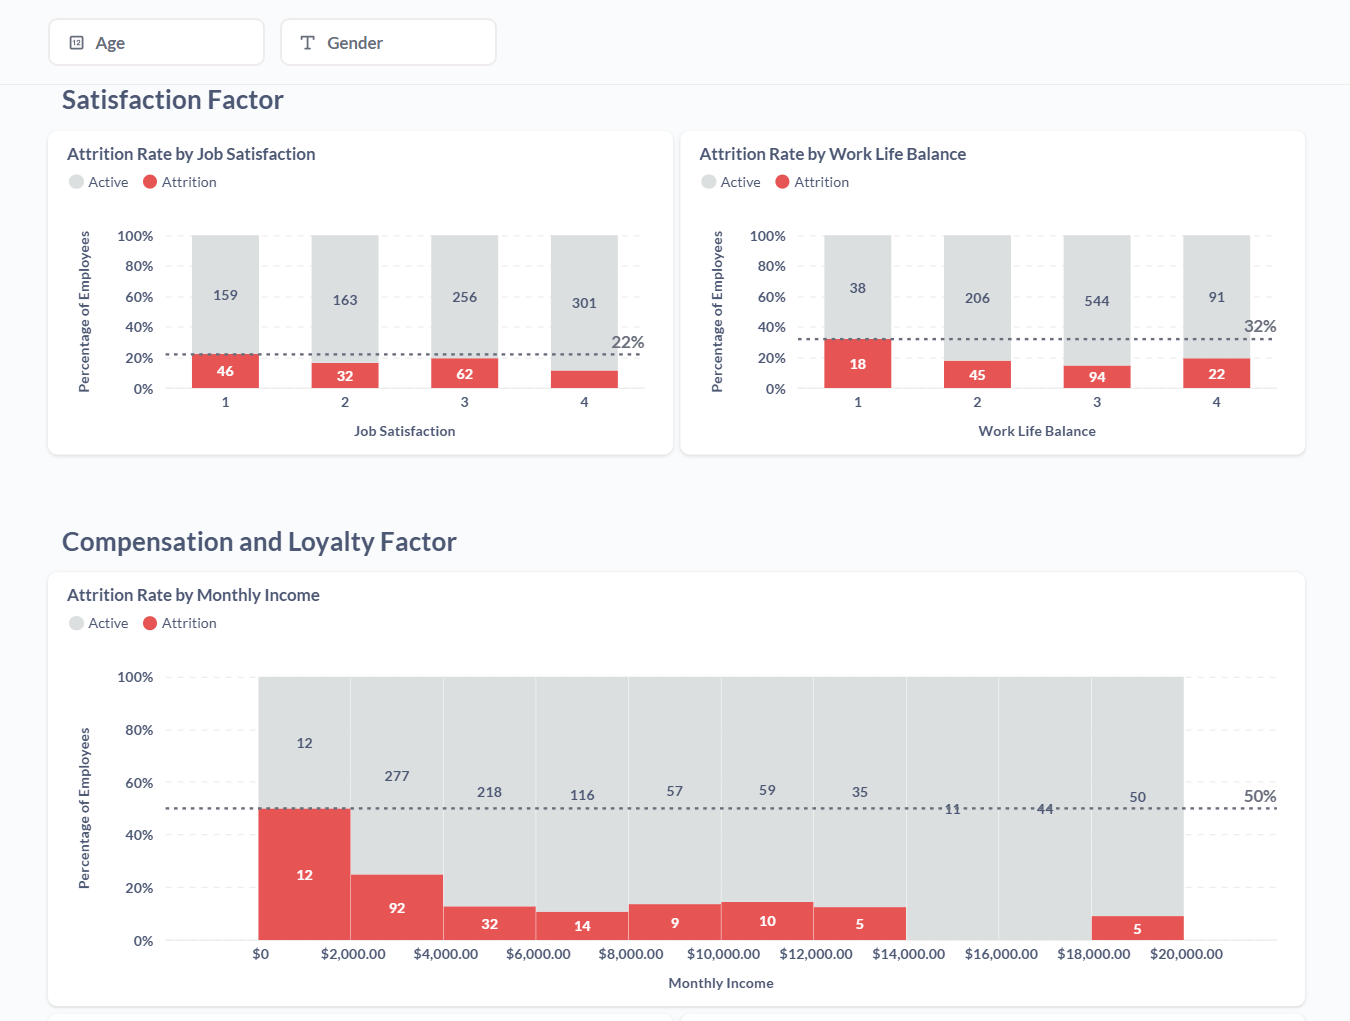 Age
Gender
Satisfaction Factor
Attrition Rate by Job Satisfaction
Active Attrition
Percentage of Employees
100%
80%
60%
40%
20%
0%
159
163
256
301
22%
46
32
62
1 2 3 4
Job Satisfaction
Attrition Rate by Work Life Balance
Active Attrition
Percentage of Employees
100%
80%
60%
40%
20%
0%
38
206
544
91
32%
18
45
94
22
1 2 3 4
Work Life Balance
Compensation and Loyalty Factor
Attrition Rate by Monthly Income
Active Attrition
Percentage of Employees
100%
80%
60%
40%
20%
0%
12
277
218
116
57
59
35
11
44
50
50%
12
92
32
14
9
10
5
5
$0 $2,000.00 $4,000.00 $6,000.00 $8,000.00 $10,000.00 $12,000.00 $14,000.00 $16,000.00 $18,000.00 $20,000.00
Monthly Income